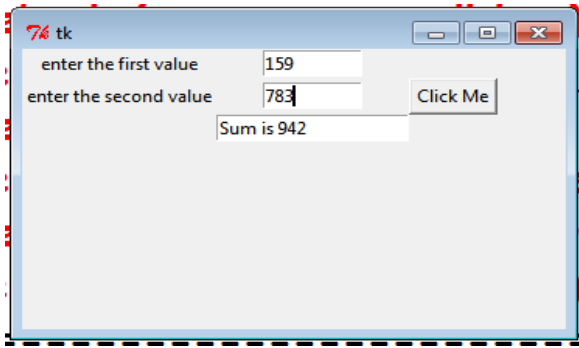 tk
enter the first value 159
enter the second value 783 Click Me
Sum is 942